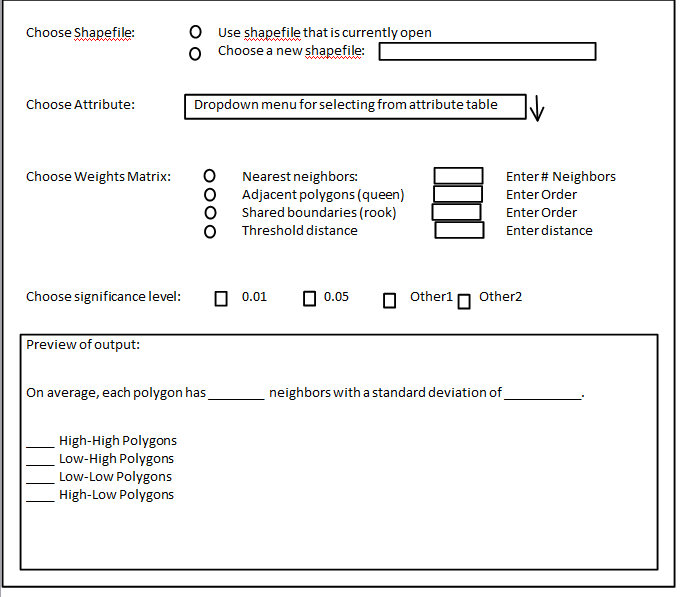 Choose Shapefile: Use shapefile that is currently open
Choose a new shapefile:
Choose Attribute: Dropdown menu for selecting from attribute table
Choose Weights Matrix: Nearest neighbors: Enter # Neighbors
Adjacent polygons (queen) Enter Order
Shared boundaries (rook) Enter Order
Threshold distance Enter distance
Choose significance level: 0.01 0.05 Other1 Other2
Preview of output:
On average, each polygon has ________ neighbors with a standard deviation of ___________.
____ High-High Polygons
____ Low-High Polygons
____ Low-Low Polygons
____ High-Low Polygons